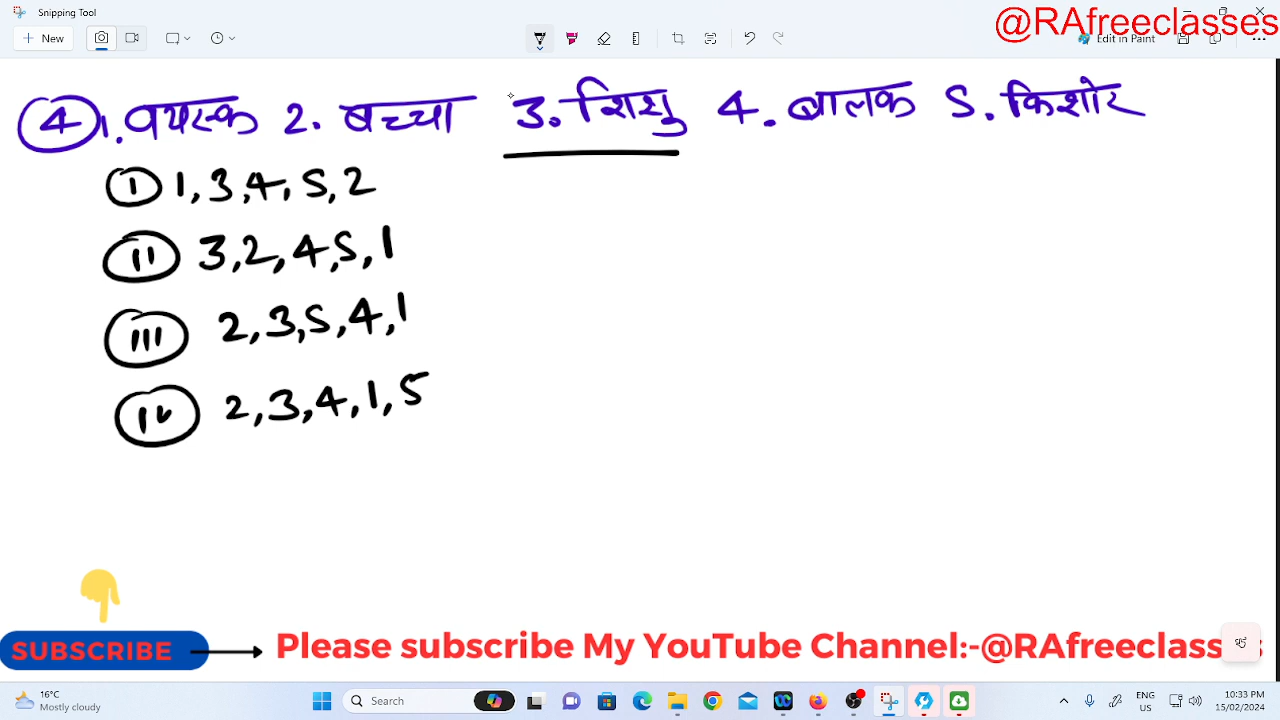 Snipping Tool
@RAfreeclasses
New
Edit in Paint
④ 1. वयस्क 2. बच्चा 3. शिशु 4. बालक 5. किशोर
(I) 1, 3, 4, 5, 2
(II) 3, 2, 4, 5, 1
(III) 2, 3, 5, 4, 1
(IV) 2, 3, 4, 1, 5
SUBSCRIBE Please subscribe My YouTube Channel:-@RAfreeclasses
16°C
Mostly cloudy
Search
ENG
US
10:33 PM
15/02/2024